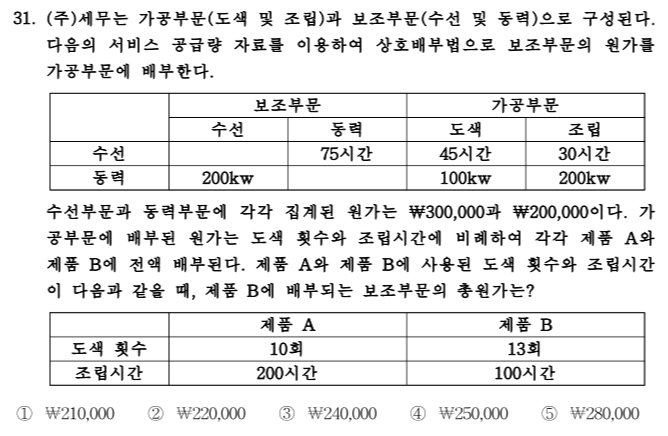 31. (주)세무는 가공부문(도색 및 조립)과 보조부문(수선 및 동력)으로 구성된다.
다음의 서비스 공급량 자료를 이용하여 상호배부법으로 보조부문의 원가를
가공부문에 배부한다.
보조부문 가공부문
수선 동력 도색 조립
수선 75시간 45시간 30시간
동력 200kw 100kw 200kw
수선부문과 동력부문에 각각 집계된 원가는 ₩300,000과 ₩200,000이다. 가
공부문에 배부된 원가는 도색 횟수와 조립시간에 비례하여 각각 제품 A와
제품 B에 전액 배부된다. 제품 A와 제품 B에 사용된 도색 횟수와 조립시간
이 다음과 같을 때, 제품 B에 배부되는 보조부문의 총원가는?
제품 A 제품 B
도색 횟수 10회 13회
조립시간 200시간 100시간
① ₩210,000 ② ₩220,000 ③ ₩240,000 ④ ₩250,000 ⑤ ₩280,000